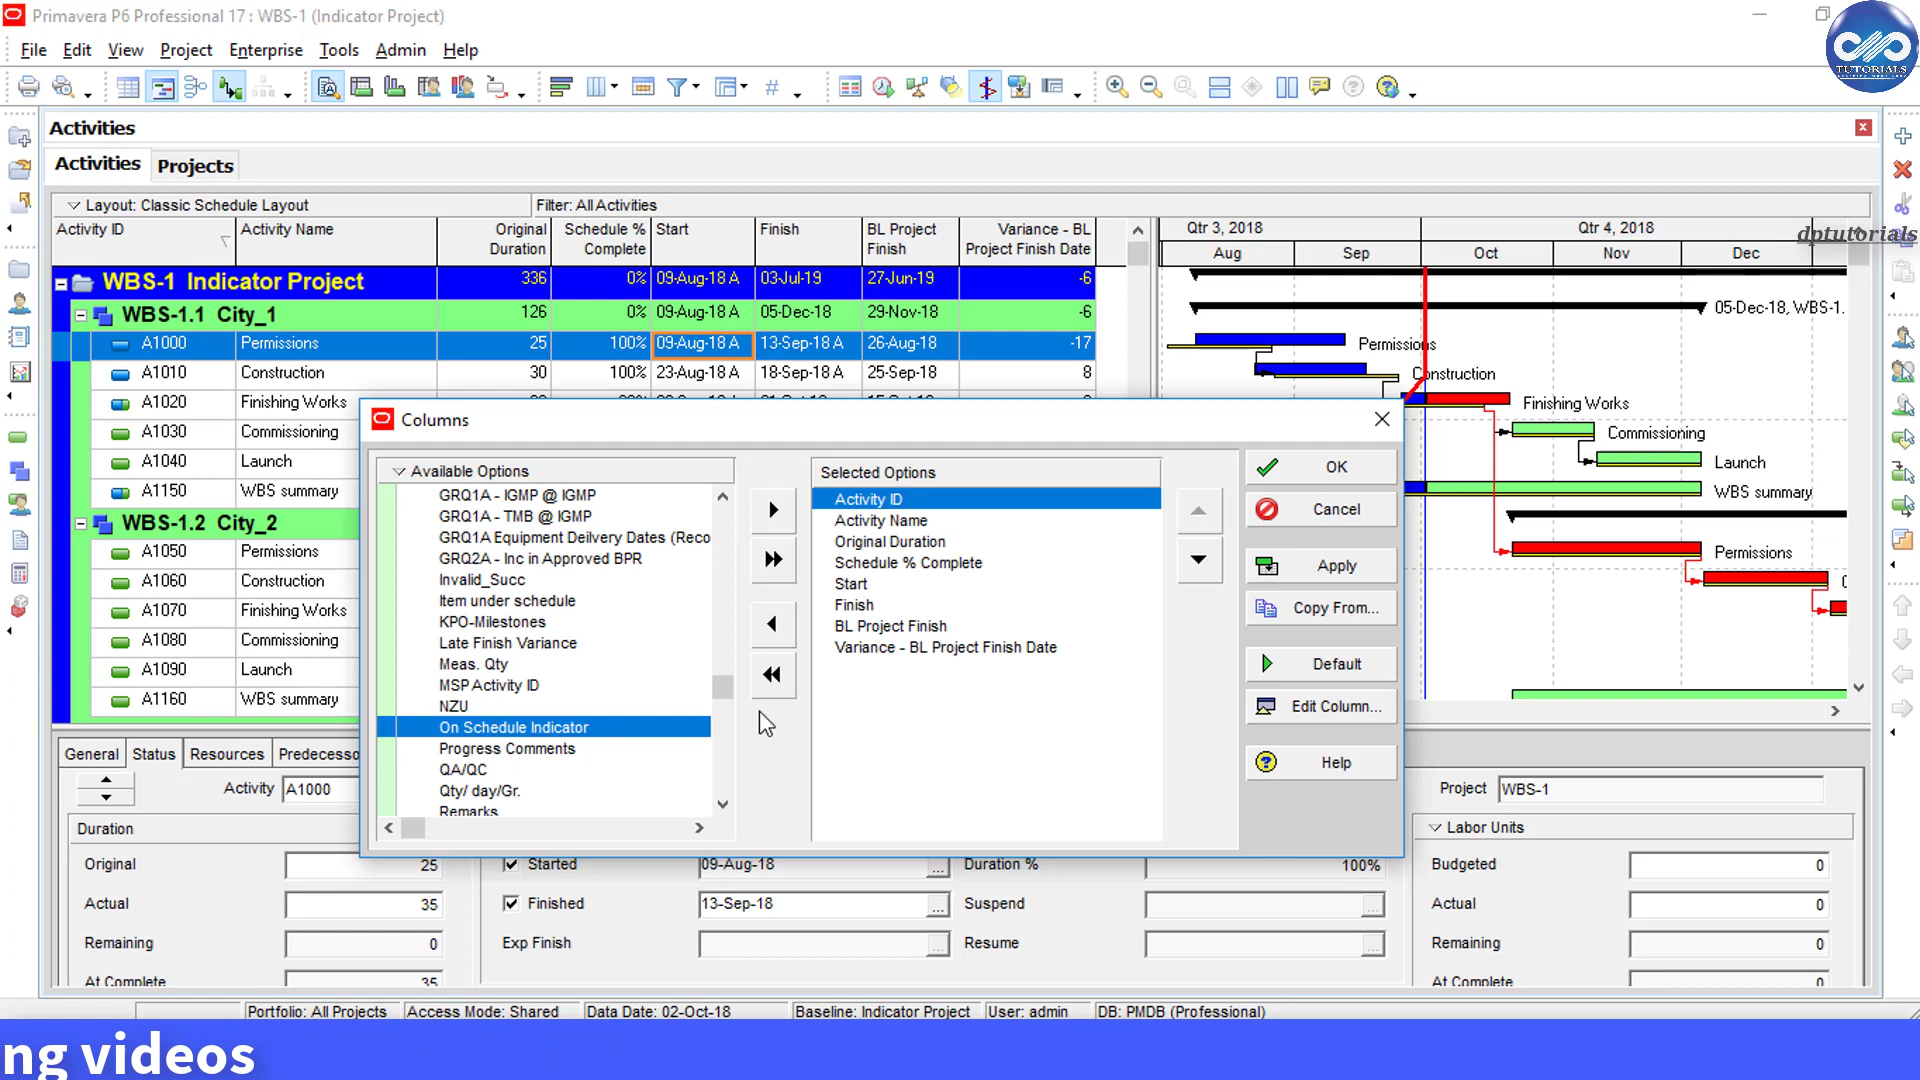 Primavera P6 Professional 17 : WBS-1 (Indicator Project)
File Edit View Project Enterprise Tools Admin Help
TUTORIALS
Activities
Activities Projects
dptutorials
Layout: Classic Schedule Layout Filter: All Activities
Activity ID Activity Name Original Duration Schedule % Complete Start Finish BL Project Finish Variance - BL Project Finish Date
Qtr 3, 2018 Qtr 4, 2018
Aug Sep Oct Nov Dec
WBS-1 Indicator Project 336 0% 09-Aug-18 A 03-Jul-19 27-Jun-19 -6
WBS-1.1 City_1 126 0% 09-Aug-18 A 05-Dec-18 29-Nov-18 -6 05-Dec-18, WBS-1.
A1000 Permissions 25 100% 09-Aug-18 A 13-Sep-18 A 26-Aug-18 -17 Permissions
A1010 Construction 30 100% 23-Aug-18 A 18-Sep-18 A 25-Sep-18 8 Construction
A1020 Finishing Works Finishing Works
A1030 Commissioning Commissioning
A1040 Launch Launch
A1150 WBS summary WBS summary
WBS-1.2 City_2
A1050 Permissions Permissions
A1060 Construction
A1070 Finishing Works
A1080 Commissioning
A1090 Launch
A1160 WBS summary
Columns
Available Options
GRQ1A - IGMP @ IGMP
GRQ1A - TMB @ IGMP
GRQ1A Equipment Deilvery Dates (Reco
GRQ2A - Inc in Approved BPR
Invalid_Succ
Item under schedule
KPO-Milestones
Late Finish Variance
Meas. Qty
MSP Activity ID
NZU
On Schedule Indicator
Progress Comments
QA/QC
Qty/ day/Gr.
Remarks
Selected Options
Activity ID
Activity Name
Original Duration
Schedule % Complete
Start
Finish
BL Project Finish
Variance - BL Project Finish Date
OK
Cancel
Apply
Copy From...
Default
Edit Column...
Help
General Status Resources Predecesso
Activity A1000 Project WBS-1
Duration
Original 25
Actual 35
Remaining 0
At Complete 35
Started 09-Aug-18 Duration % 100%
Finished 13-Sep-18 Suspend
Exp Finish Resume
Labor Units
Budgeted 0
Actual 0
Remaining 0
At Complete 0
Portfolio: All Projects Access Mode: Shared Data Date: 02-Oct-18 Baseline: Indicator Project User: admin DB: PMDB (Professional)
ng videos